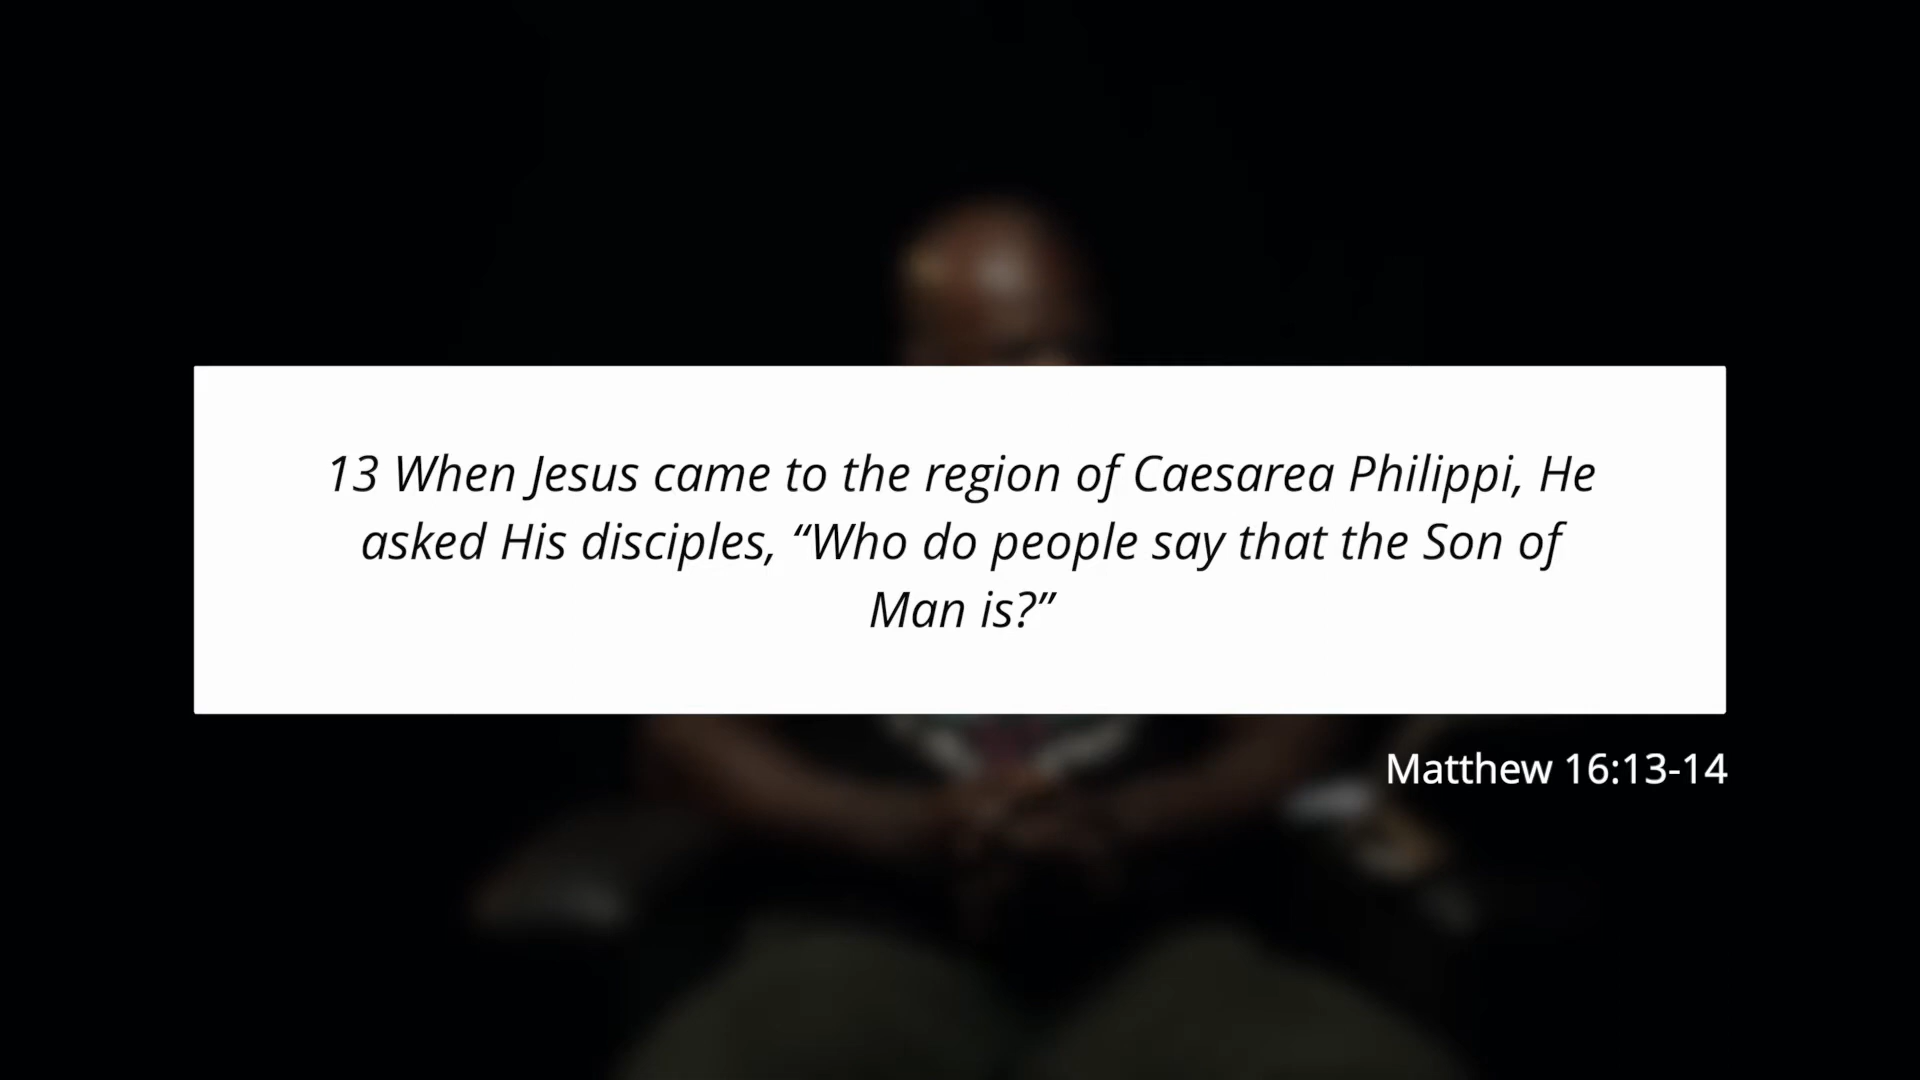 13 When Jesus came to the region of Caesarea Philippi, He
asked His disciples, “Who do people say that the Son of
Man is?”
Matthew 16:13-14